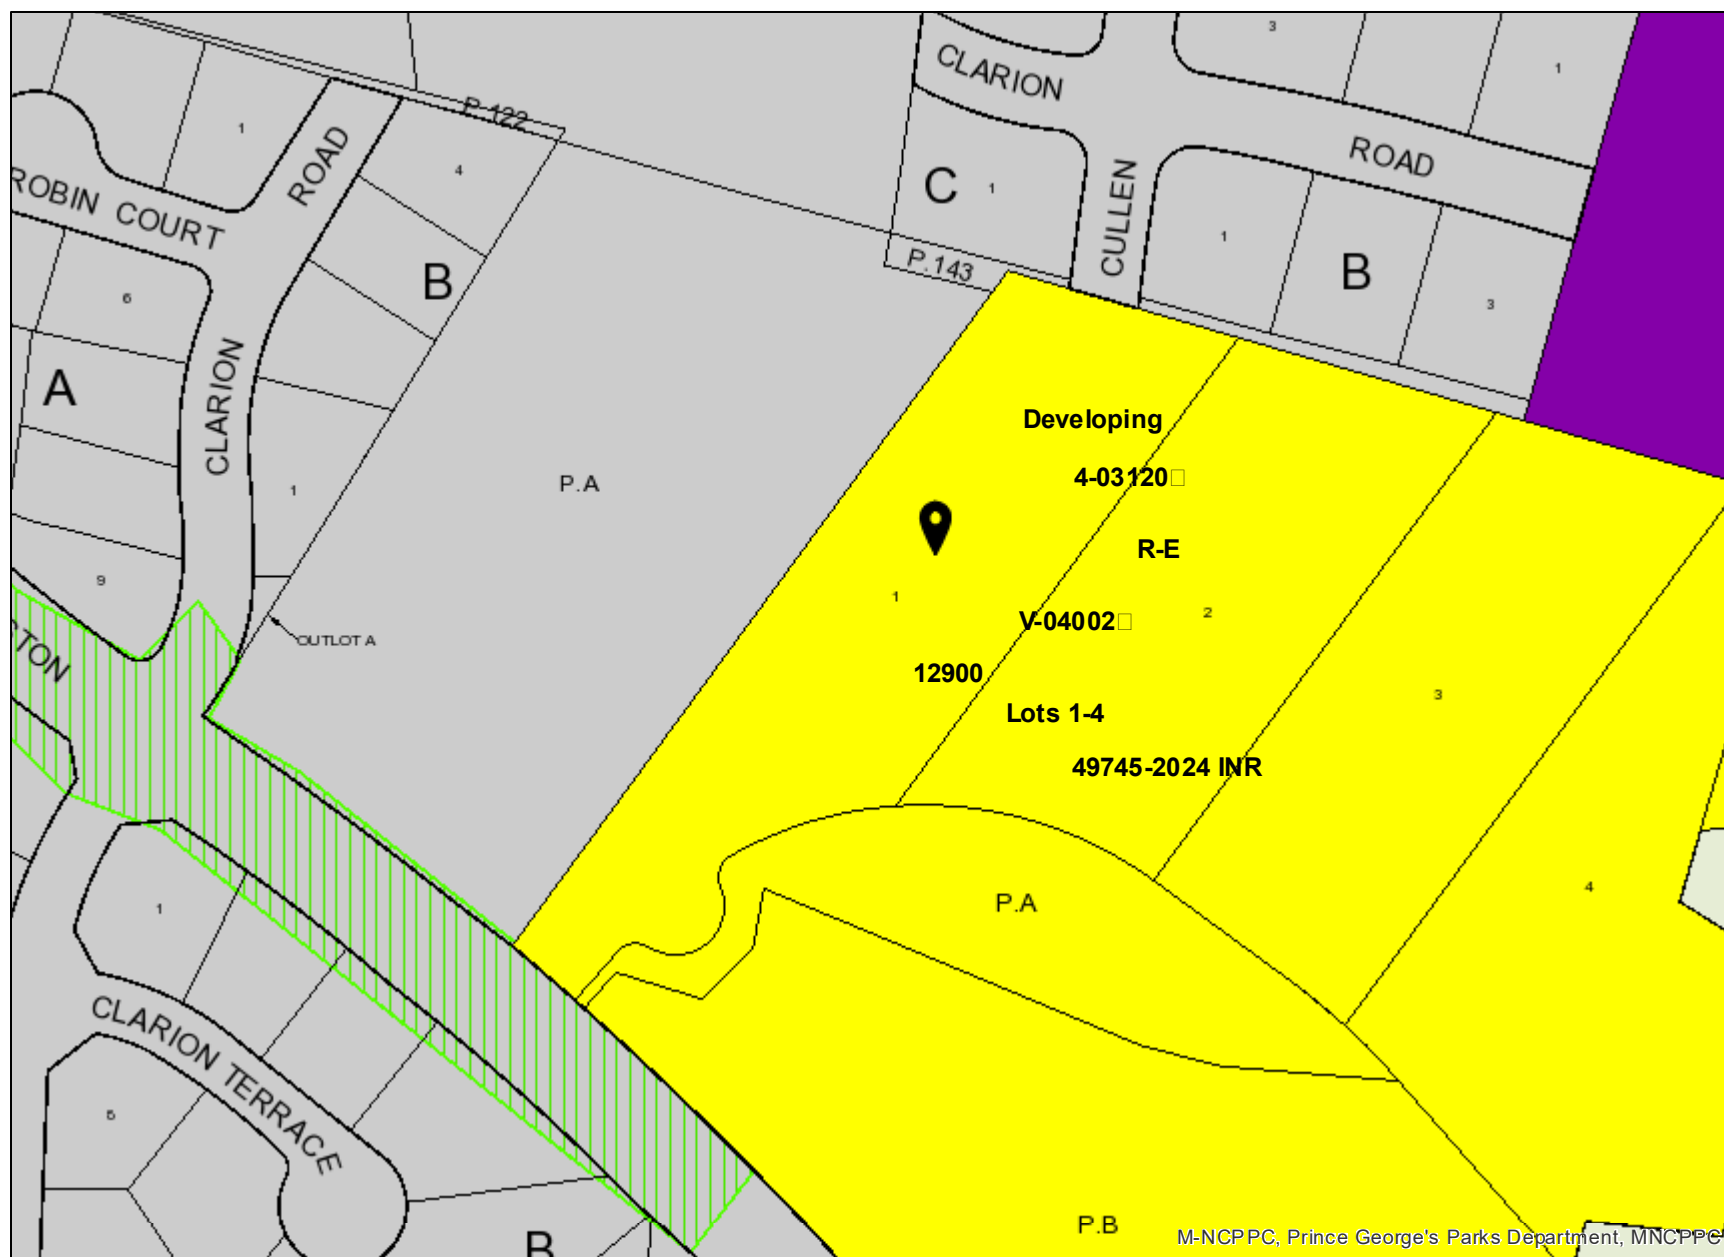 3
1
CLARION
ROAD
P.122
1
ROAD
4
C
1
CULLEN
1
B
3
ROBIN COURT
B
P.143
6
A
CLARION
Developing
4-03120
P.A
1
R-E
9
1
2
V-04002
OUTLOT A
STON
12900
3
Lots 1-4
49745-2024 INR
4
P.A
1
CLARION TERRACE
5
P.B
B
M-NCPPC, Prince George's Parks Department, MNCPPC